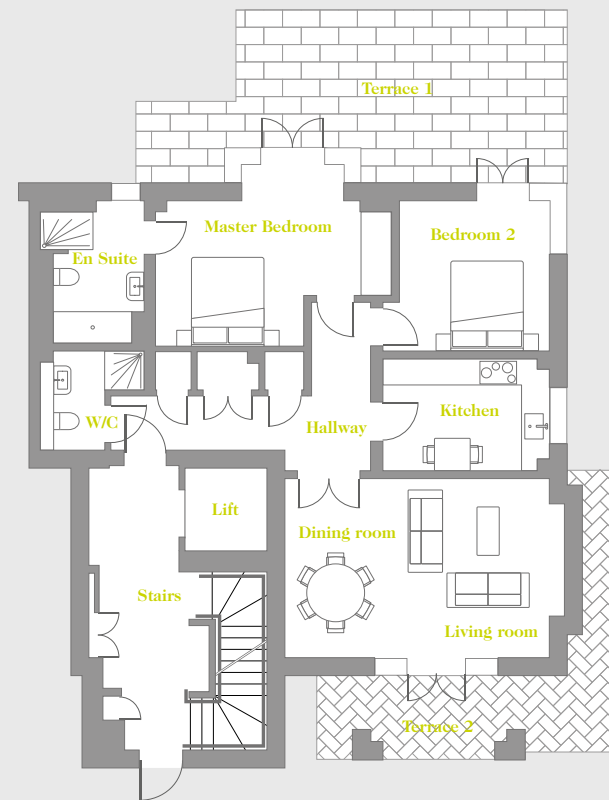 Terrace 1
Master Bedroom
Bedroom 2
En Suite
Kitchen
W/C
Hallway
Lift
Dining room
Stairs
Living room
Terrace 2